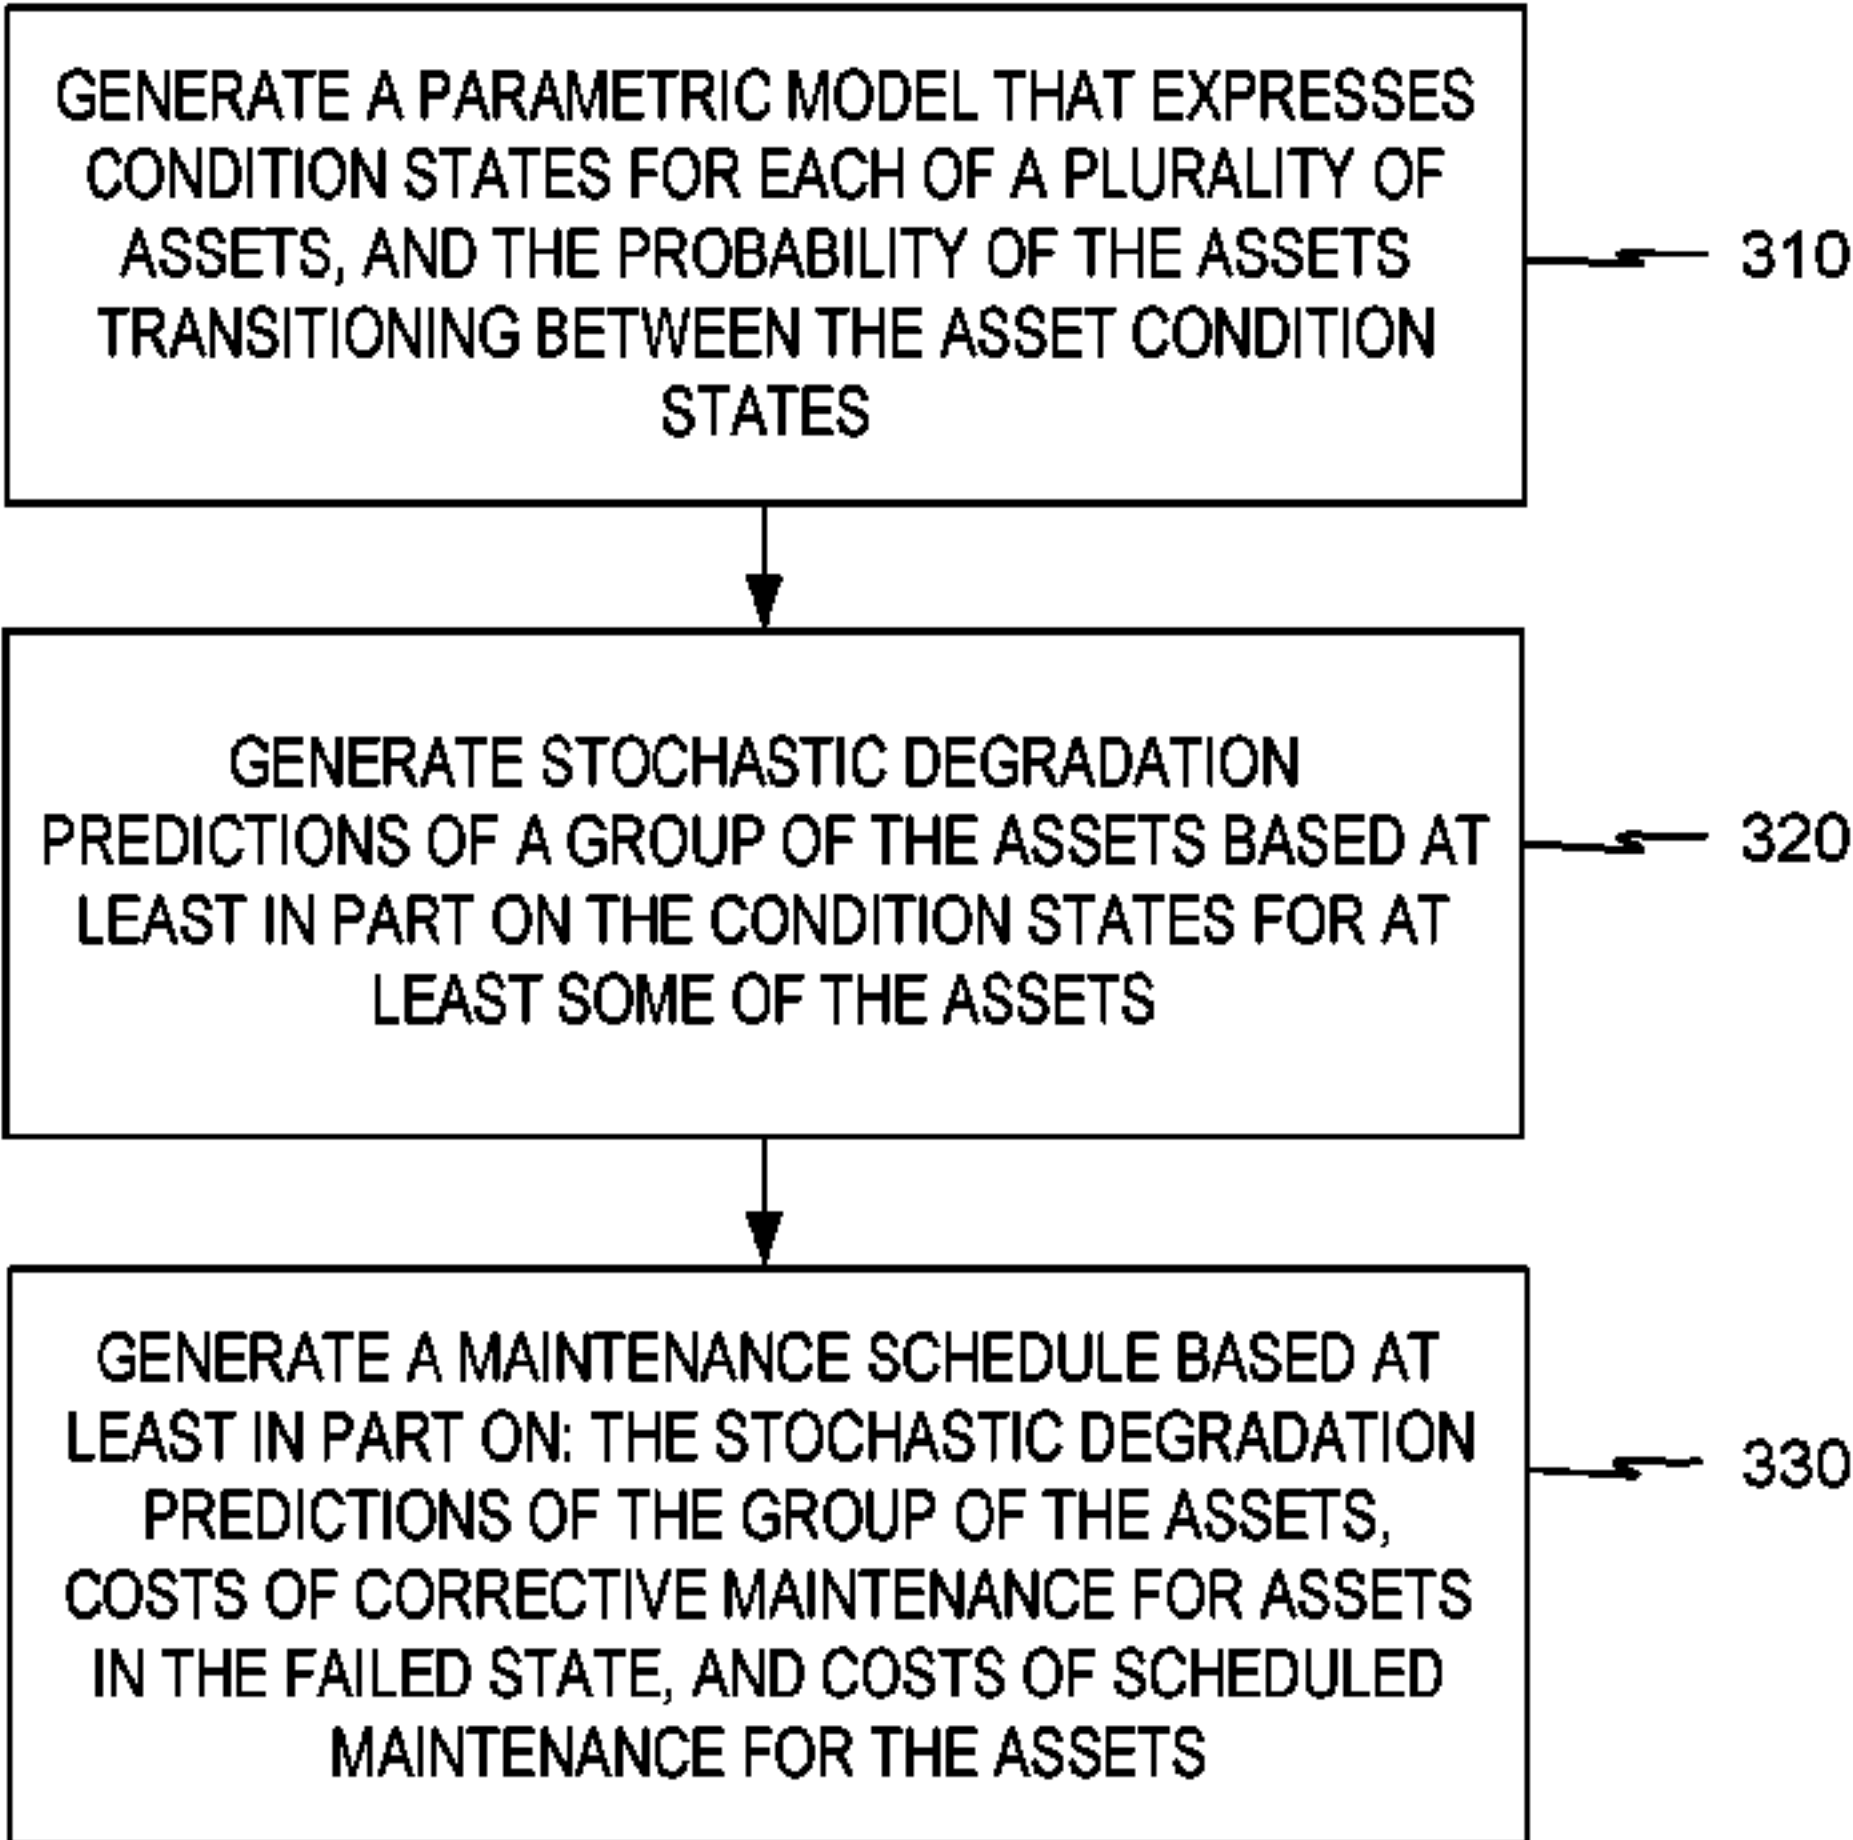 GENERATE A PARAMETRIC MODEL THAT EXPRESSES
CONDITION STATES FOR EACH OF A PLURALITY OF
ASSETS, AND THE PROBABILITY OF THE ASSETS
TRANSITIONING BETWEEN THE ASSET CONDITION
STATES
310
GENERATE STOCHASTIC DEGRADATION
PREDICTIONS OF A GROUP OF THE ASSETS BASED AT
LEAST IN PART ON THE CONDITION STATES FOR AT
LEAST SOME OF THE ASSETS
320
GENERATE A MAINTENANCE SCHEDULE BASED AT
LEAST IN PART ON: THE STOCHASTIC DEGRADATION
PREDICTIONS OF THE GROUP OF THE ASSETS,
COSTS OF CORRECTIVE MAINTENANCE FOR ASSETS
IN THE FAILED STATE, AND COSTS OF SCHEDULED
MAINTENANCE FOR THE ASSETS
330